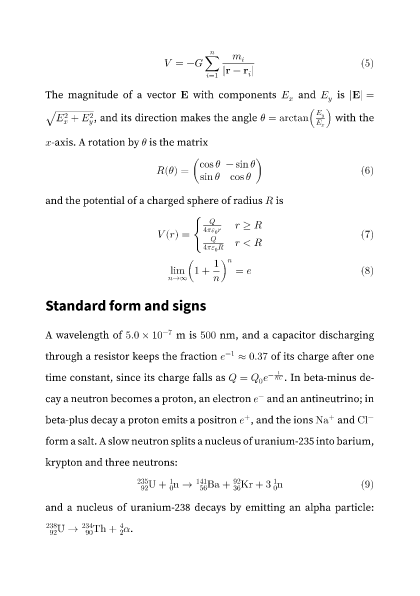 V = −G ∑_{i=1}^{n} m_i / |r − r_i| (5)
The magnitude of a vector E with components E_x and E_y is |E| =
√(E_x² + E_y²), and its direction makes the angle θ = arctan(E_y/E_x) with the
x-axis. A rotation by θ is the matrix
R(θ) = (cos θ −sin θ; sin θ cos θ) (6)
and the potential of a charged sphere of radius R is
V(r) = { Q/(4πε₀r) r ≥ R; Q/(4πε₀R) r < R (7)
lim_{n→∞} (1 + 1/n)^n = e (8)
Standard form and signs
A wavelength of 5.0 × 10⁻⁷ m is 500 nm, and a capacitor discharging
through a resistor keeps the fraction e⁻¹ ≈ 0.37 of its charge after one
time constant, since its charge falls as Q = Q₀e^{−t/RC}. In beta-minus de-
cay a neutron becomes a proton, an electron e⁻ and an antineutrino; in
beta-plus decay a proton emits a positron e⁺, and the ions Na⁺ and Cl⁻
form a salt. A slow neutron splits a nucleus of uranium-235 into barium,
krypton and three neutrons:
²³⁵₉₂U + ¹₀n → ¹⁴¹₅₆Ba + ⁹²₃₆Kr + 3 ¹₀n (9)
and a nucleus of uranium-238 decays by emitting an alpha particle:
²³⁸₉₂U → ²³⁴₉₀Th + ⁴₂α.